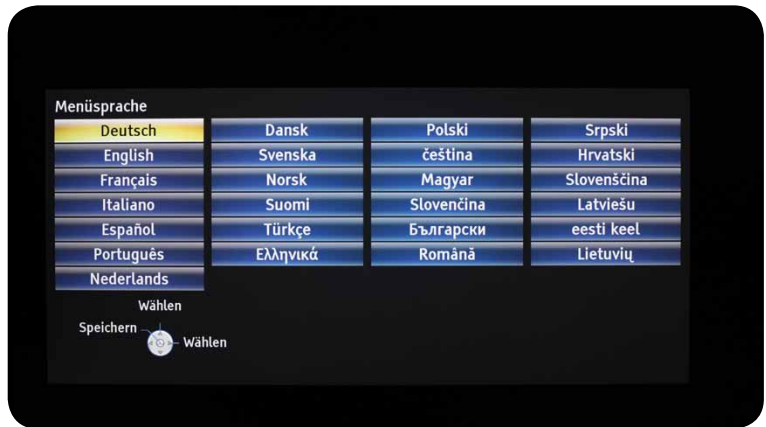 Menüsprache
Deutsch Dansk Polski Srpski
English Svenska čeština Hrvatski
Français Norsk Magyar Slovenščina
Italiano Suomi Slovenčina Latviešu
Español Türkçe Български eesti keel
Português Ελληνικά Română Lietuvių
Nederlands
Wählen
Speichern
Wählen